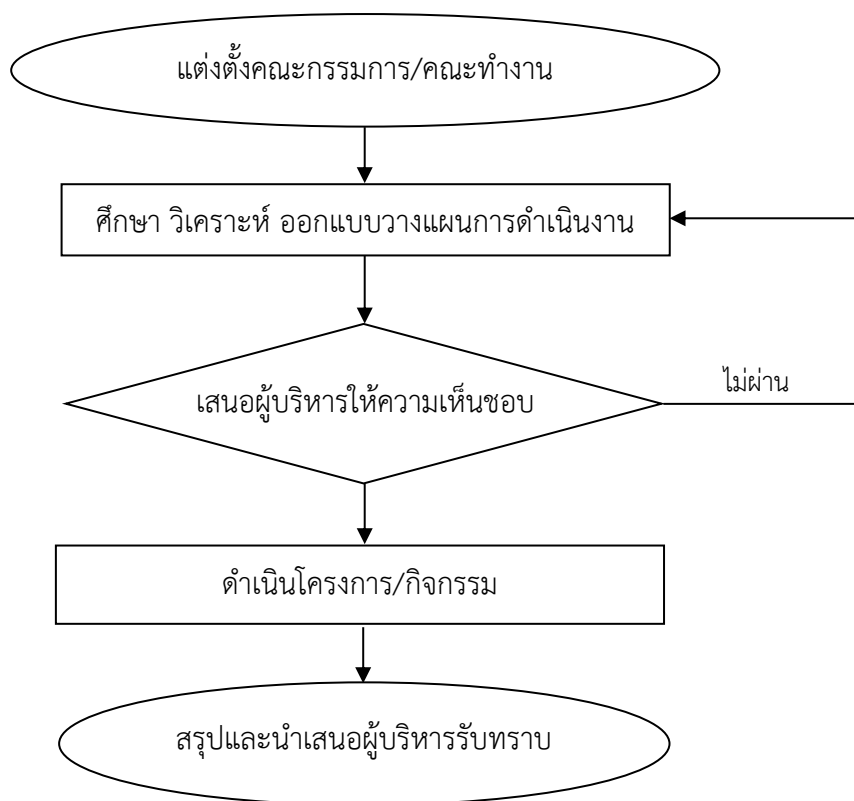 แต่งตั้งคณะกรรมการ/คณะทำงาน
ศึกษา วิเคราะห์ ออกแบบวางแผนการดำเนินงาน
เสนอผู้บริหารให้ความเห็นชอบ
ไม่ผ่าน
ดำเนินโครงการ/กิจกรรม
สรุปและนำเสนอผู้บริหารรับทราบ